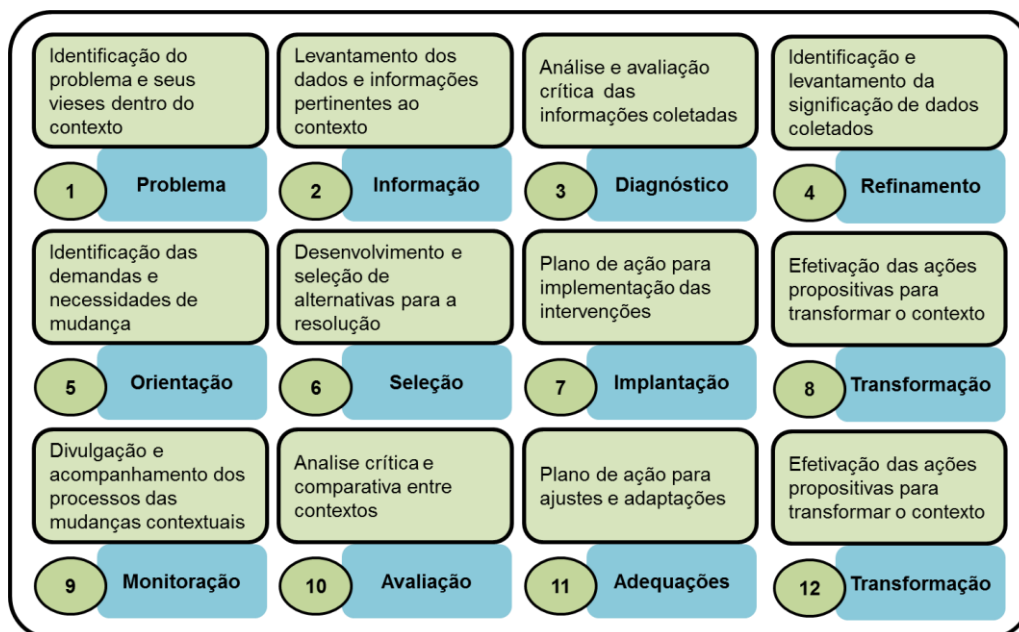 Identificação do
problema e seus
vieses dentro do
contexto
1
Problema
Levantamento dos
dados e informações
pertinentes ao
contexto
2
Informação
Análise e avaliação
crítica das
informações coletadas
3
Diagnóstico
Identificação e
levantamento da
significação de dados
coletados
4
Refinamento
Identificação das
demandas e
necessidades de
mudança
5
Orientação
Desenvolvimento e
seleção de
alternativas para a
resolução
6
Seleção
Plano de ação para
implementação das
intervenções
7
Implantação
Efetivação das ações
propositivas para
transformar o contexto
8
Transformação
Divulgação e
acompanhamento dos
processos das
mudanças contextuais
9
Monitoração
Analise crítica e
comparativa entre
contextos
10
Avaliação
Plano de ação para
ajustes e adaptações
11
Adequações
Efetivação das ações
propositivas para
transformar o contexto
12
Transformação